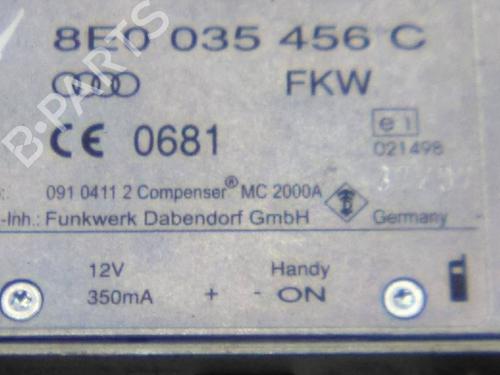 8E0 035 456 C
FKW
CE 0681
e1
021498
091 0411 2 Compenser® MC 2000A
-Inh.: Funkwerk Dabendorf GmbH
Germany
12V Handy
350mA + - ON
B-PARTS